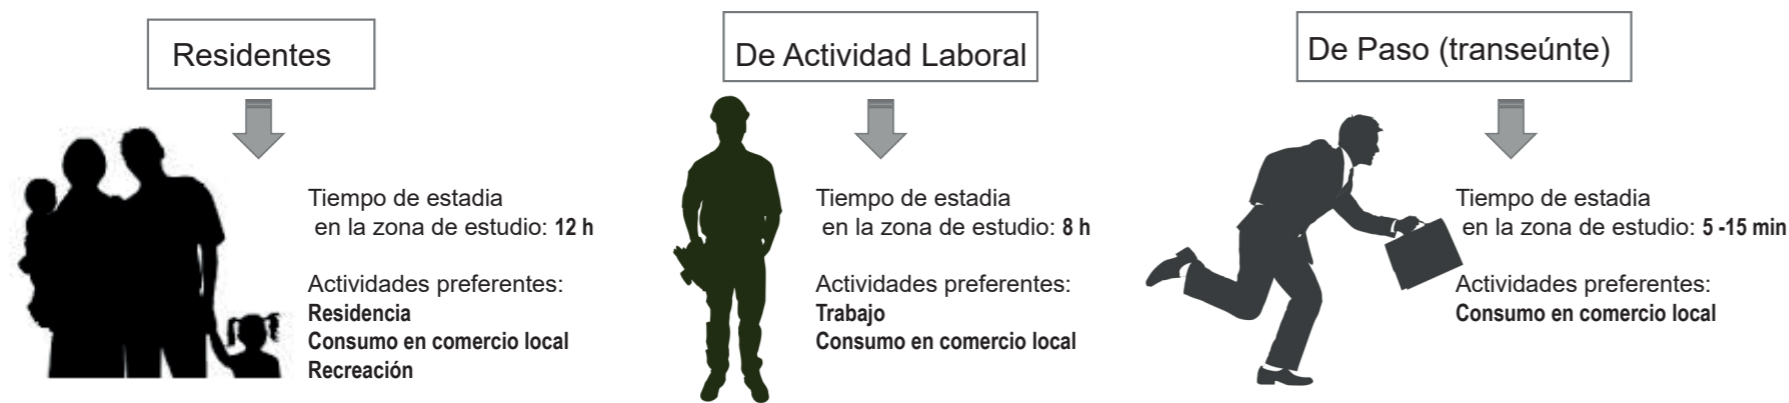 Residentes
Tiempo de estadia
en la zona de estudio: 12 h
Actividades preferentes:
Residencia
Consumo en comercio local
Recreación
De Actividad Laboral
Tiempo de estadia
en la zona de estudio: 8 h
Actividades preferentes:
Trabajo
Consumo en comercio local
De Paso (transeúnte)
Tiempo de estadia
en la zona de estudio: 5 -15 min
Actividades preferentes:
Consumo en comercio local